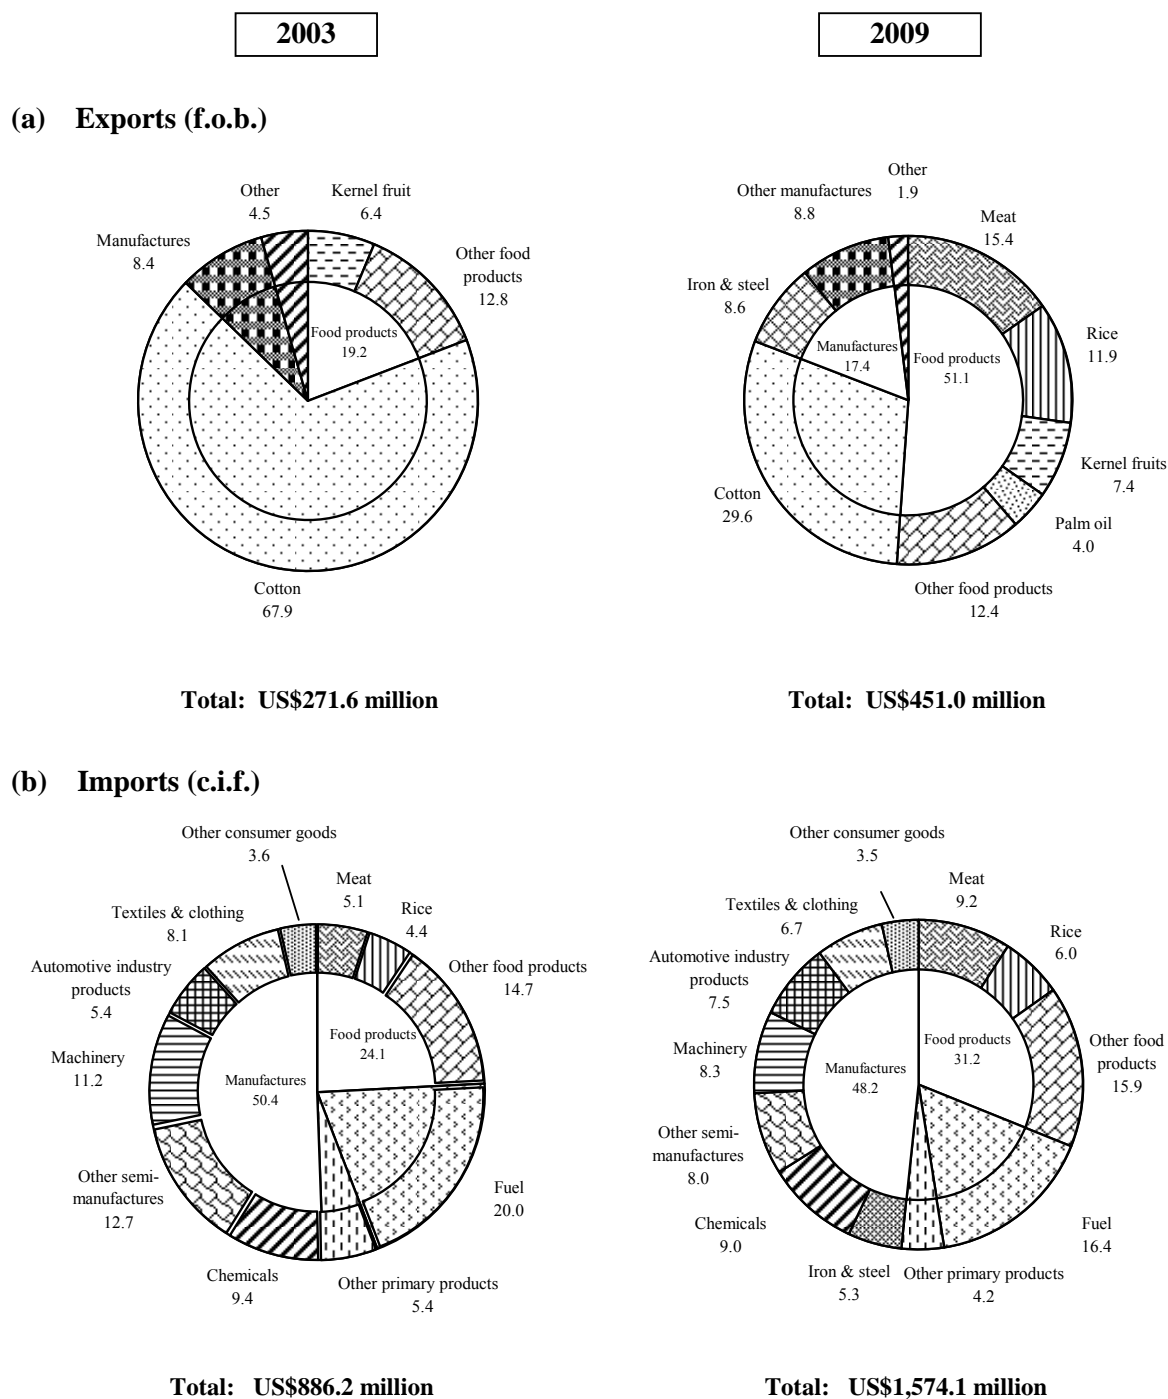 2003
2009
(a) Exports (f.o.b.)
Other
4.5
Kernel fruit
6.4
Manufactures
8.4
Other food
products
12.8
Food products
19.2
Cotton
67.9
Other
1.9
Other manufactures
8.8
Meat
15.4
Iron & steel
8.6
Rice
11.9
Manufactures
17.4
Food products
51.1
Kernel fruits
7.4
Cotton
29.6
Palm oil
4.0
Other food products
12.4
Total: US$271.6 million
Total: US$451.0 million
(b) Imports (c.i.f.)
Other consumer goods
3.6
Meat
5.1
Rice
4.4
Textiles & clothing
8.1
Other food products
14.7
Automotive industry
products
5.4
Food products
24.1
Machinery
11.2
Manufactures
50.4
Other semi-
manufactures
12.7
Fuel
20.0
Chemicals
9.4
Other primary products
5.4
Other consumer goods
3.5
Meat
9.2
Textiles & clothing
6.7
Rice
6.0
Automotive industry
products
7.5
Food products
31.2
Other food
products
15.9
Machinery
8.3
Manufactures
48.2
Other semi-
manufactures
8.0
Chemicals
9.0
Fuel
16.4
Iron & steel
5.3
Other primary products
4.2
Total: US$886.2 million
Total: US$1,574.1 million